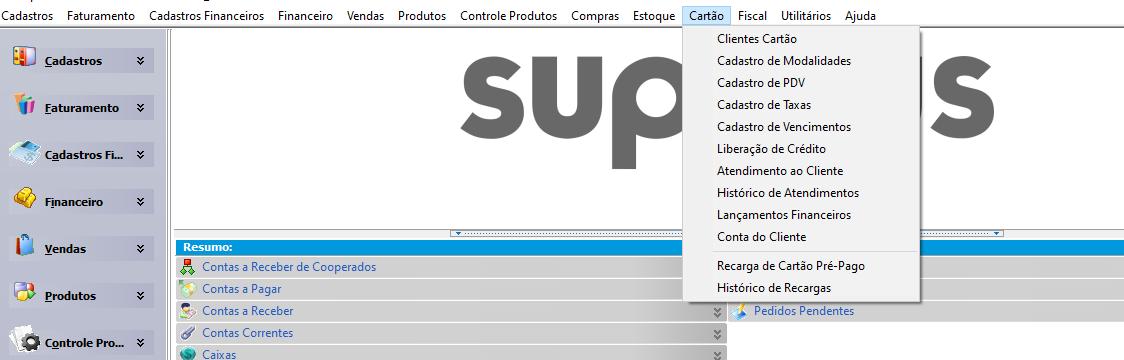 Cadastros Faturamento Cadastros Financeiros Financeiro Vendas Produtos Controle Produtos Compras Estoque Cartão Fiscal Utilitários Ajuda
Clientes Cartão
Cadastro de Modalidades
Cadastro de PDV
Cadastro de Taxas
Cadastro de Vencimentos
Liberação de Crédito
Atendimento ao Cliente
Histórico de Atendimentos
Lançamentos Financeiros
Conta do Cliente
Recarga de Cartão Pré-Pago
Histórico de Recargas
Cadastros
Faturamento
Cadastros Fi...
Financeiro
Vendas
Produtos
Controle Pro...
sup s
Resumo:
Contas a Receber de Cooperados
Contas a Pagar
Contas a Receber
Pedidos Pendentes
Contas Correntes
Caixas